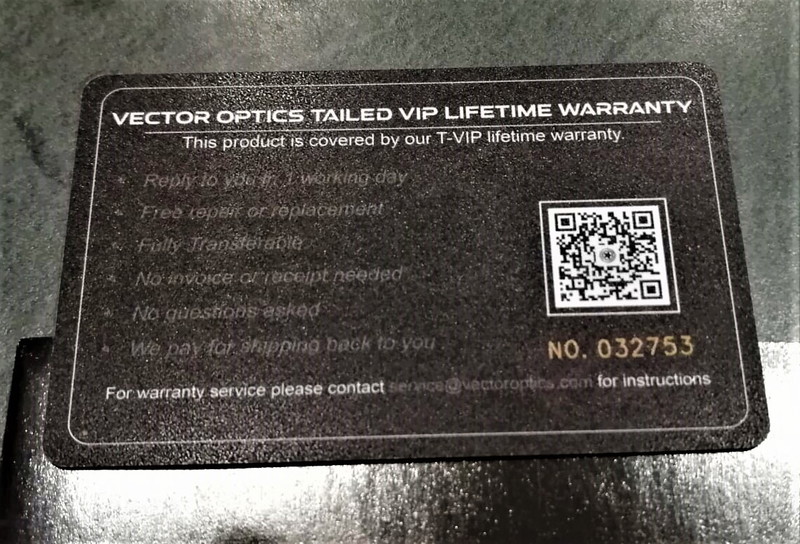 VECTOR OPTICS TAILED VIP LIFETIME WARRANTY
This product is covered by our T-VIP lifetime warranty.
Reply to you in 1 working day
Free repair or replacement
Fully Transferable
No invoice or receipt needed
No questions asked
We pay for shipping back to you
NO. 032753
For warranty service please contact service@vectoroptics.com for instructions